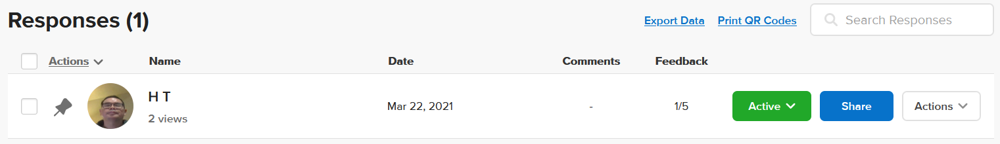 Responses (1)
Export Data
Print QR Codes
Search Responses
Actions
Name
Date
Comments
Feedback
H T
2 views
Mar 22, 2021
-
1/5
Active
Share
Actions